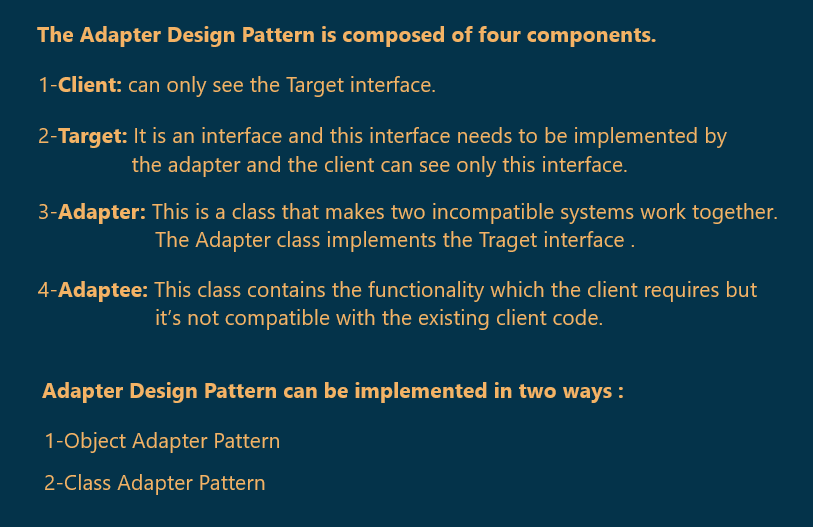 The Adapter Design Pattern is composed of four components.
1-Client: can only see the Target interface.
2-Target: It is an interface and this interface needs to be implemented by
the adapter and the client can see only this interface.
3-Adapter: This is a class that makes two incompatible systems work together.
The Adapter class implements the Traget interface .
4-Adaptee: This class contains the functionality which the client requires but
it’s not compatible with the existing client code.
Adapter Design Pattern can be implemented in two ways :
1-Object Adapter Pattern
2-Class Adapter Pattern